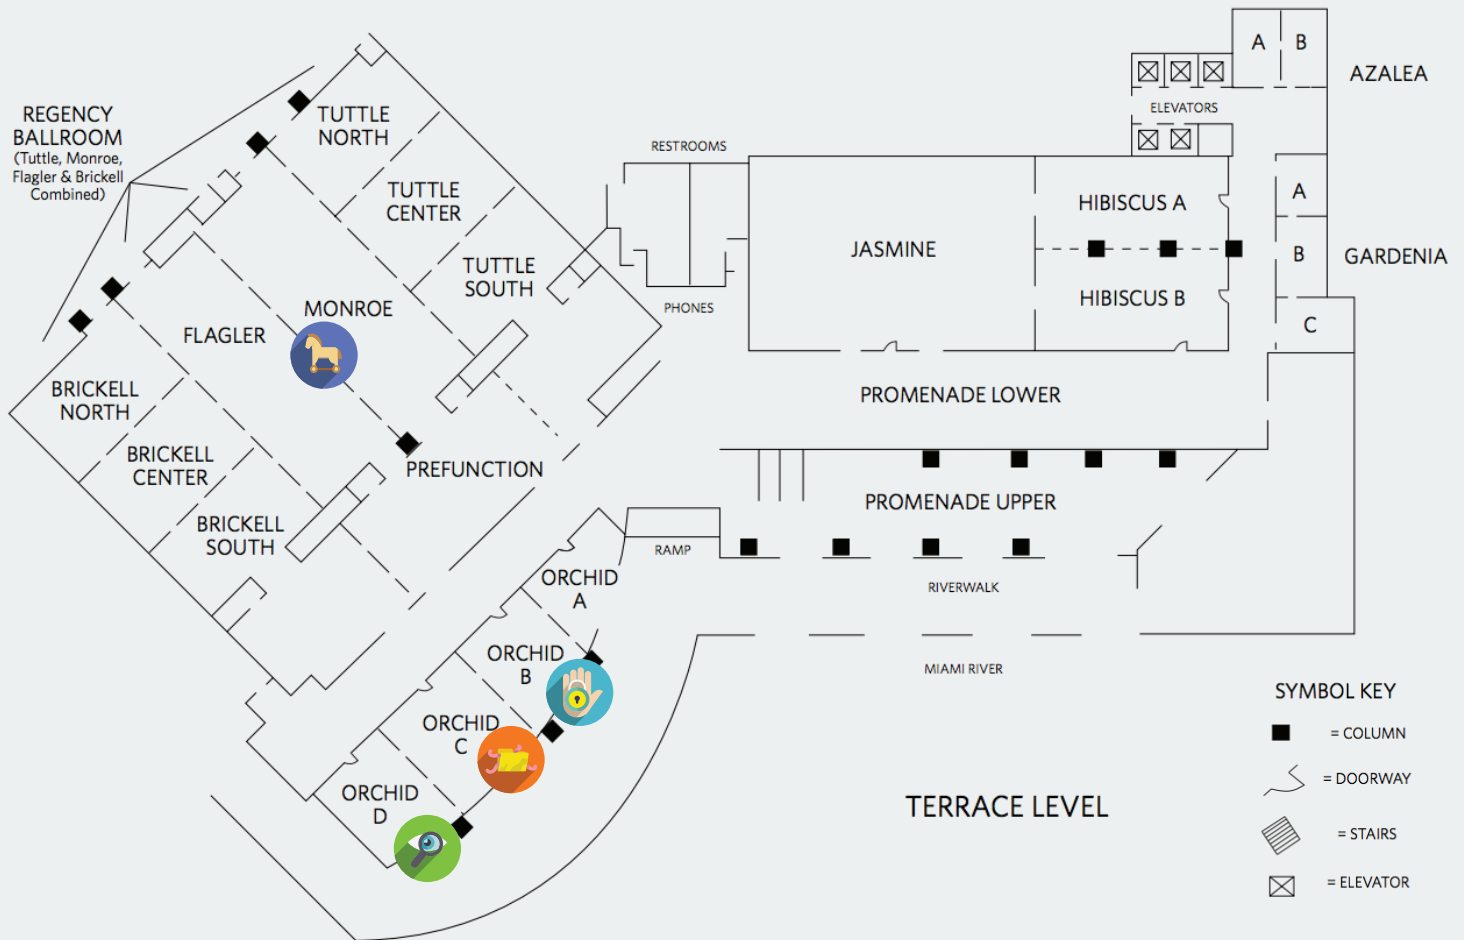 REGENCY
BALLROOM
(Tuttle, Monroe,
Flagler & Brickell
Combined)
TUTTLE
NORTH
TUTTLE
CENTER
TUTTLE
SOUTH
MONROE
FLAGLER
BRICKELL
NORTH
BRICKELL
CENTER
BRICKELL
SOUTH
PREFUNCTION
RESTROOMS
PHONES
JASMINE
HIBISCUS A
HIBISCUS B
ELEVATORS
A
B
AZALEA
A
B
GARDENIA
C
PROMENADE LOWER
PROMENADE UPPER
RAMP
RIVERWALK
MIAMI RIVER
ORCHID
A
ORCHID
B
ORCHID
C
ORCHID
D
TERRACE LEVEL
SYMBOL KEY
= COLUMN
= DOORWAY
= STAIRS
= ELEVATOR